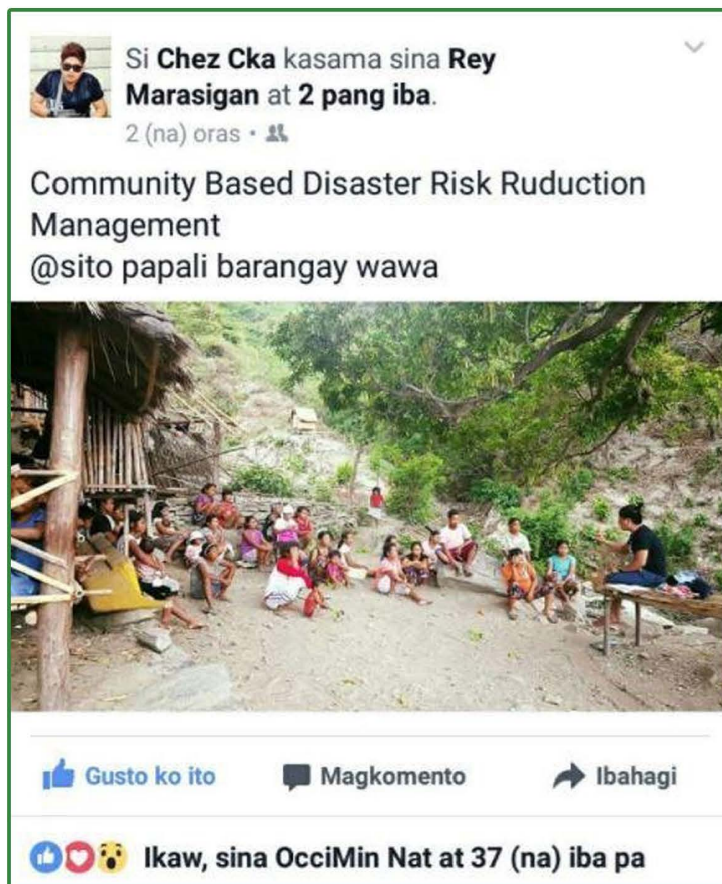 Si Chez Cka kasama sina Rey
Marasigan at 2 pang iba.
2 (na) oras •
Community Based Disaster Risk Ruduction
Management
@sito papali barangay wawa
Gusto ko ito Magkomento Ibahagi
Ikaw, sina OcciMin Nat at 37 (na) iba pa